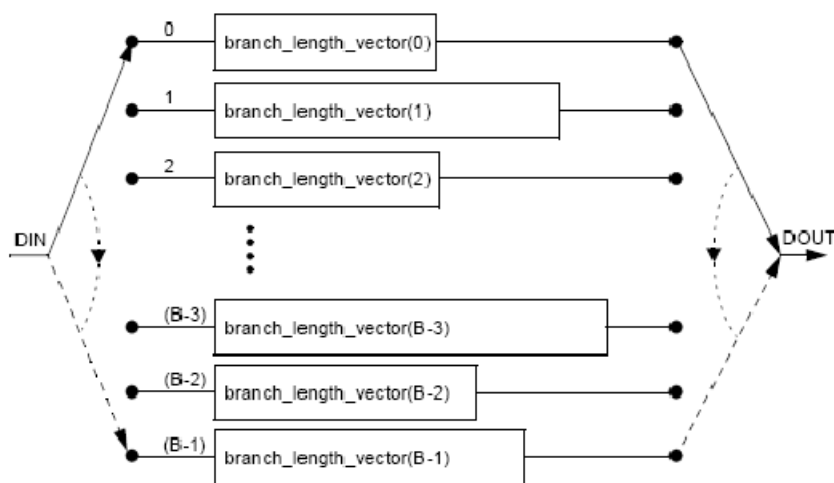 0
branch_length_vector(0)
1
branch_length_vector(1)
2
branch_length_vector(2)
DIN
DOUT
(B-3)
branch_length_vector(B-3)
(B-2)
branch_length_vector(B-2)
(B-1)
branch_length_vector(B-1)